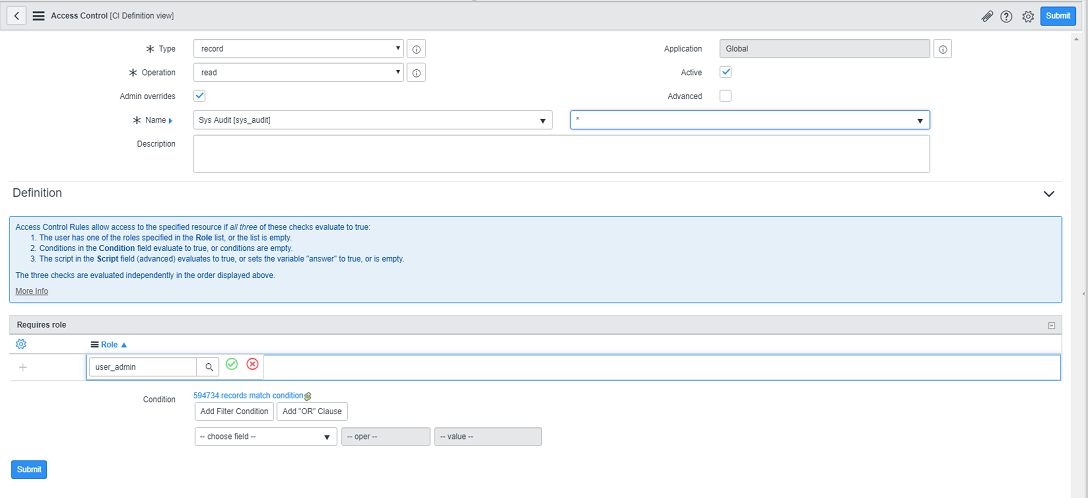 Access Control [CI Definition view]
Submit
Type
record
Application
Global
Operation
read
Active
Admin overrides
Advanced
Name
Sys Audit [sys_audit]
*
Description
Definition
Access Control Rules allow access to the specified resource if all three of these checks evaluate to true:
1. The user has one of the roles specified in the Role list, or the list is empty.
2. Conditions in the Condition field evaluate to true, or conditions are empty.
3. The script in the Script field (advanced) evaluates to true, or sets the variable "answer" to true, or is empty.
The three checks are evaluated independently in the order displayed above.
More Info
Requires role
Role
user_admin
Condition
594734 records match condition
Add Filter Condition
Add "OR" Clause
-- choose field --
-- oper --
-- value --
Submit